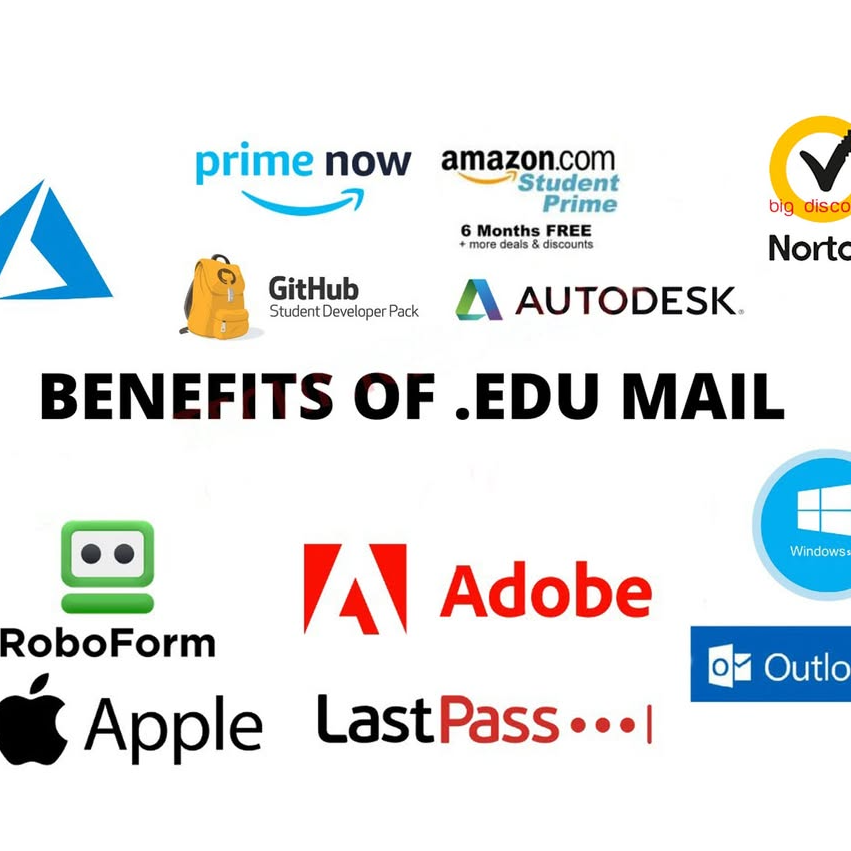 prime now
amazon.com
Student
Prime
6 Months FREE
+ more deals & discounts
big disco
Norto
GitHub
Student Developer Pack
AUTODESK
BENEFITS OF .EDU MAIL
Windows
RoboForm
Adobe
Outlo
Apple
LastPass